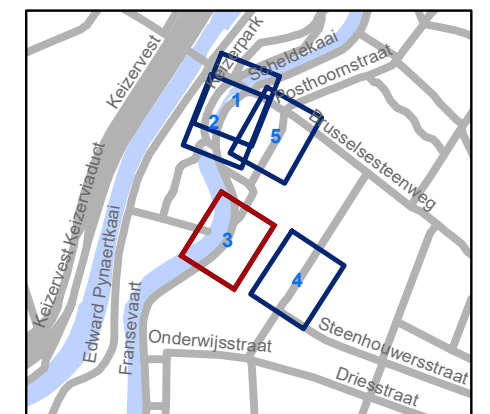 Keizervest
Keizerpark
Scheldekaai
Posthoornstraat
1
2
5
Brusselsesteenweg
Keizervest Keizerviaduct
Edward Pynaertkaai
3
4
Fransevaart
Onderwijsstraat
Steenhouwersstraat
Driesstraat